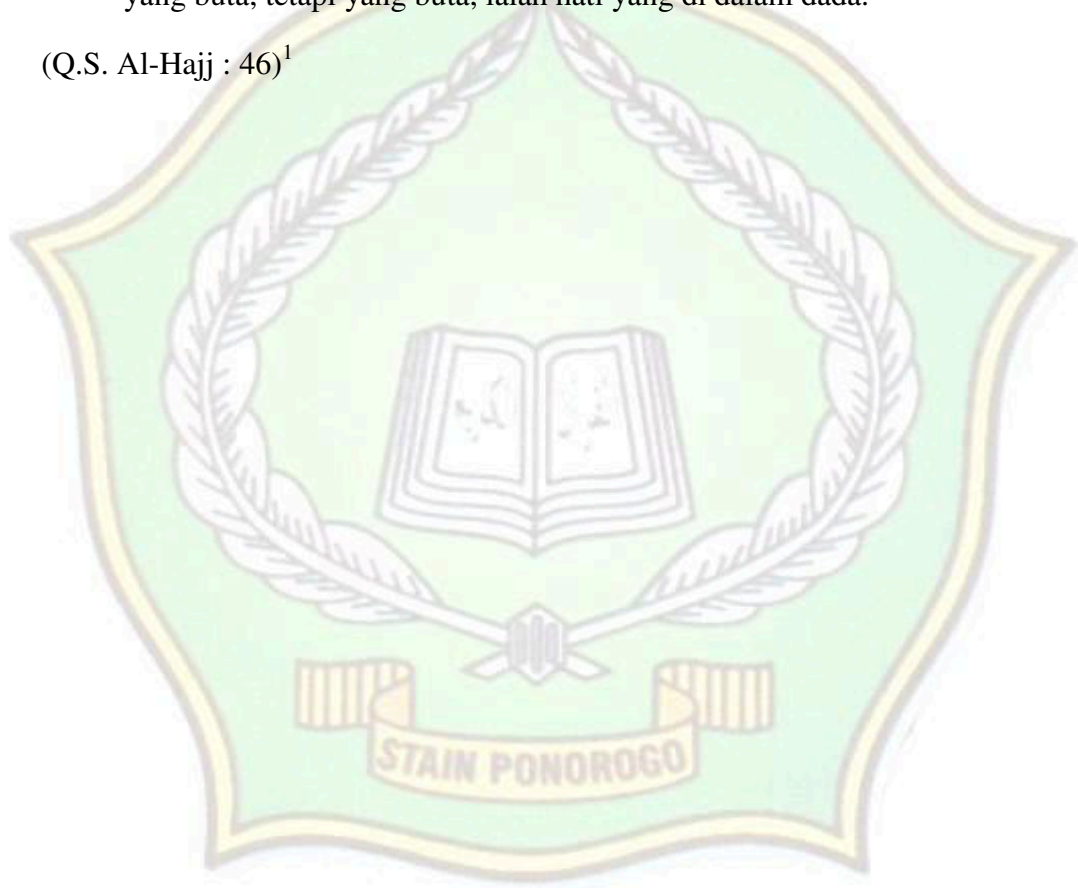 yang buta, tetapi yang buta, ialah hati yang di dalam dada.
(Q.S. Al-Hajj : 46)¹
STAIN PONOROGO